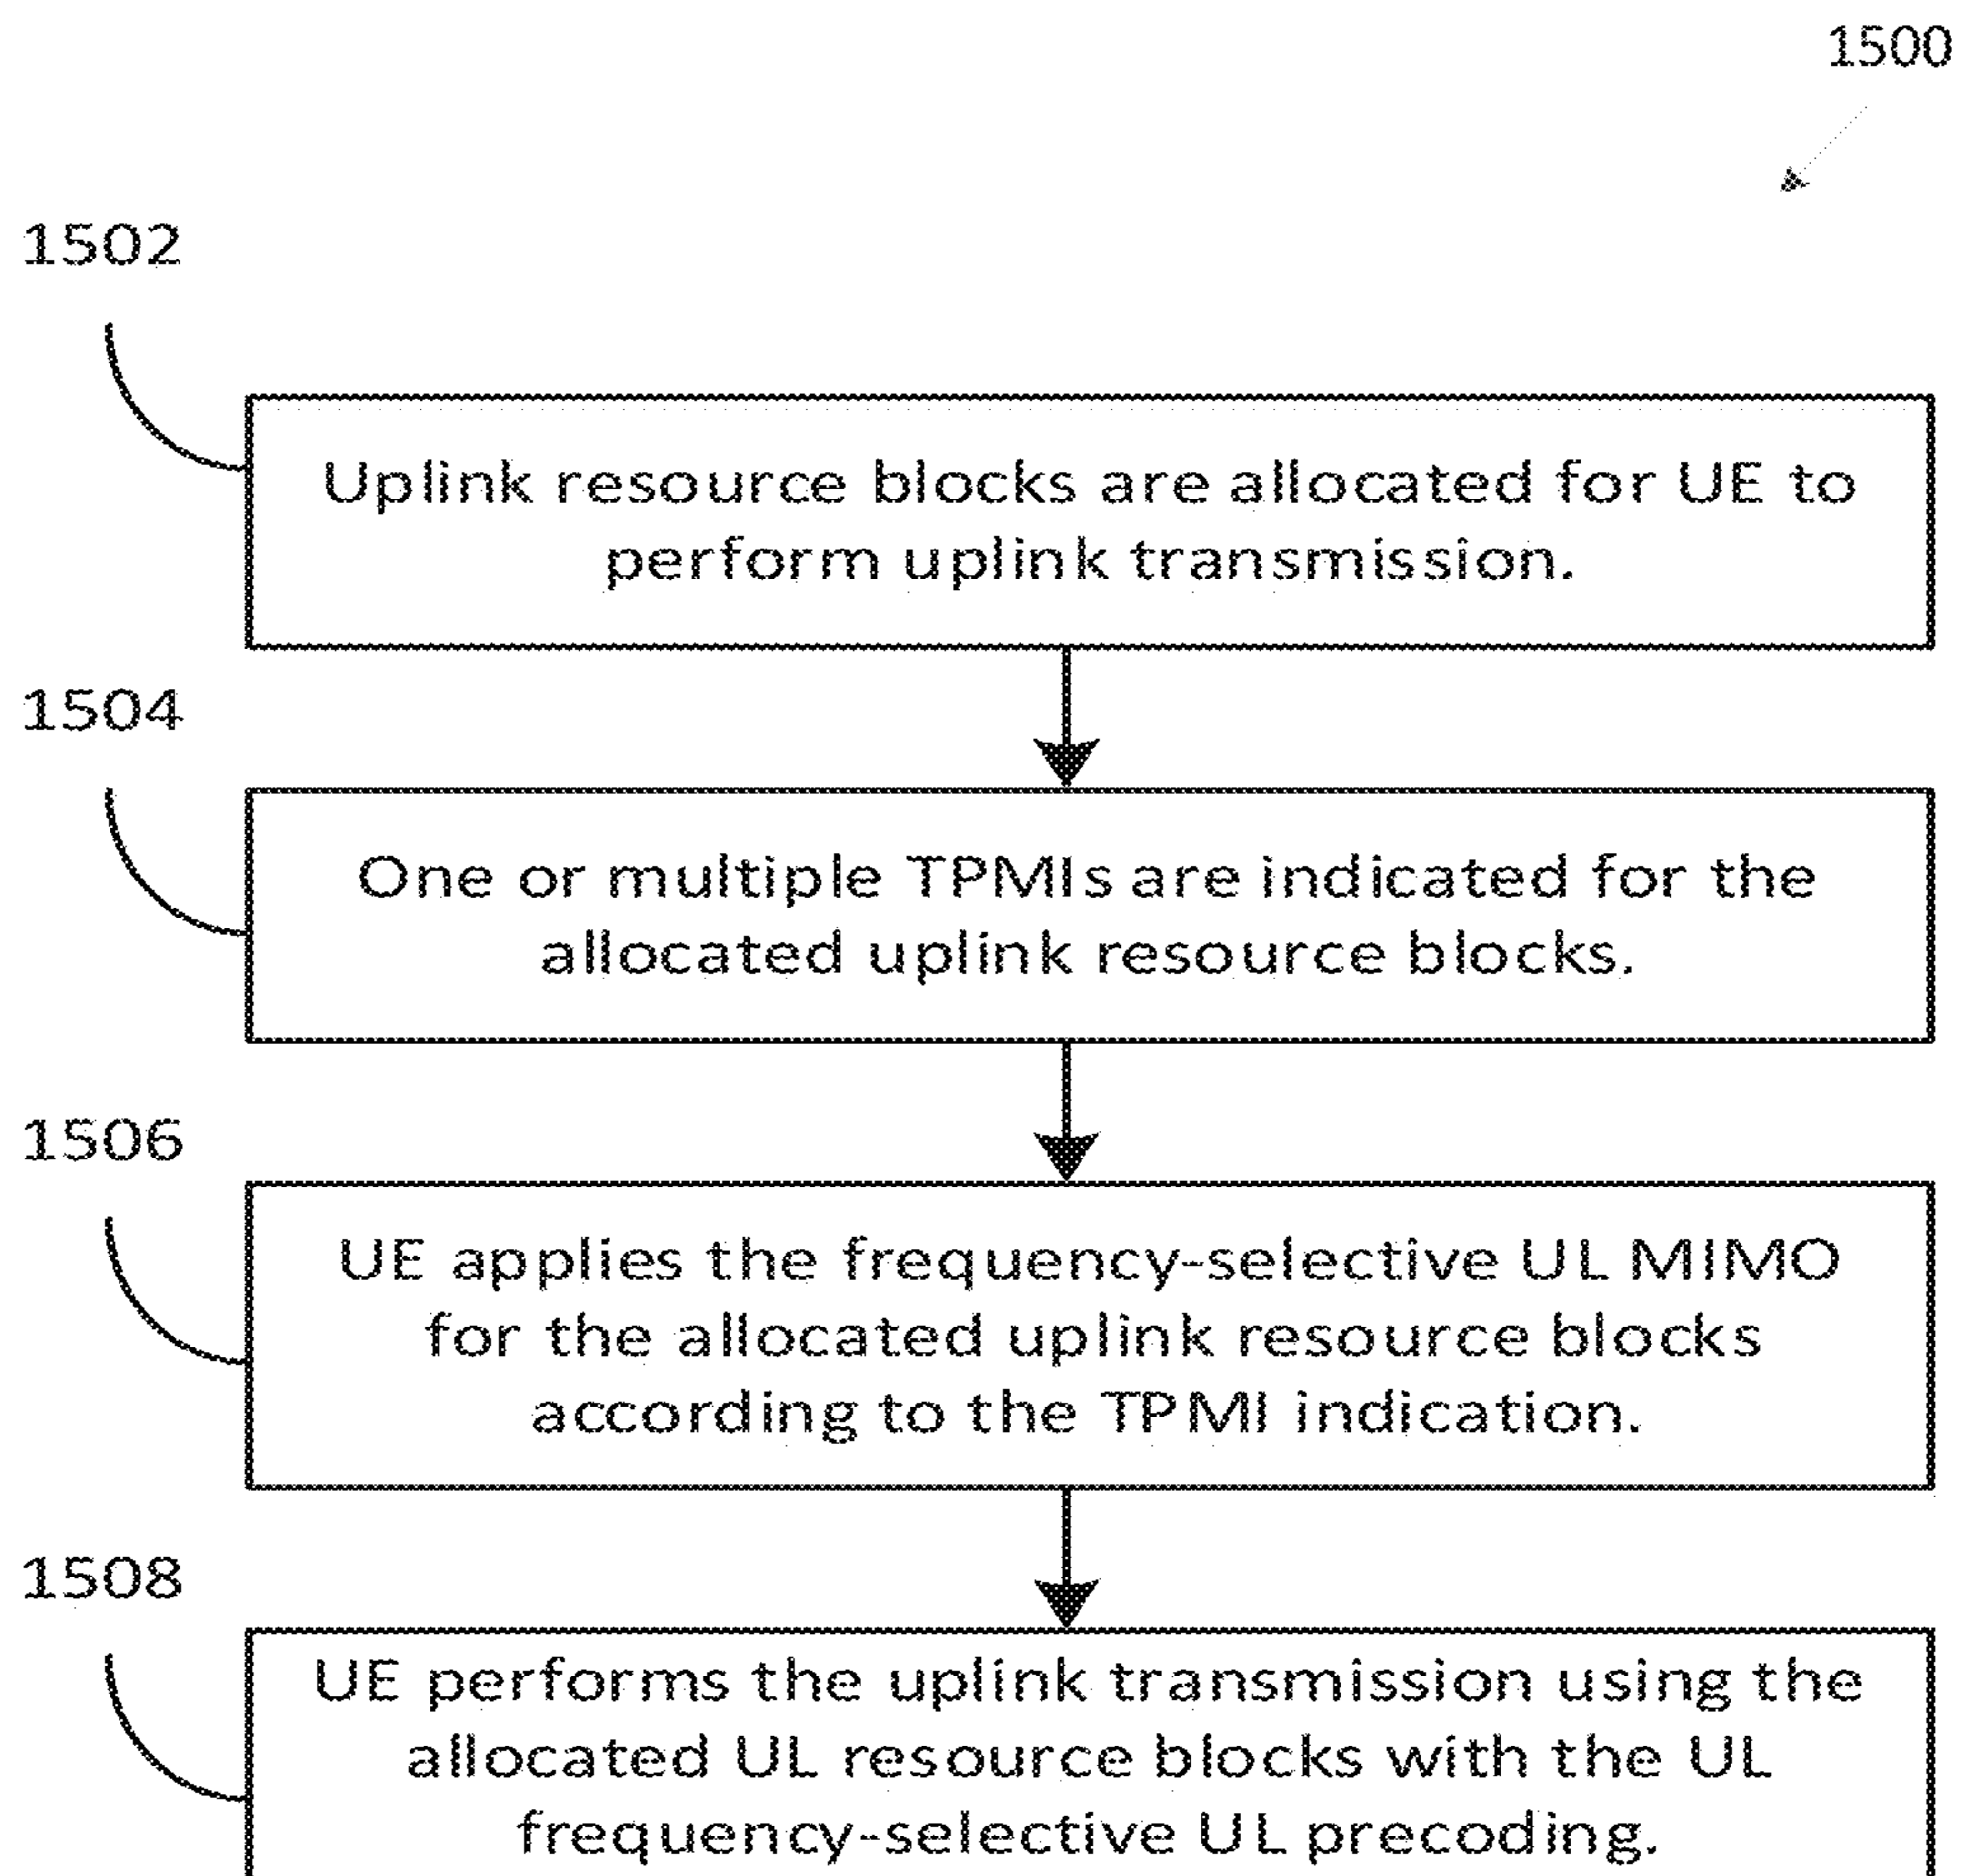 1500
1502
Uplink resource blocks are allocated for UE to
perform uplink transmission.
1504
One or multiple TPMIs are indicated for the
allocated uplink resource blocks.
1506
UE applies the frequency-selective UL MIMO
for the allocated uplink resource blocks
according to the TPMI indication.
1508
UE performs the uplink transmission using the
allocated UL resource blocks with the UL
frequency-selective UL precoding.